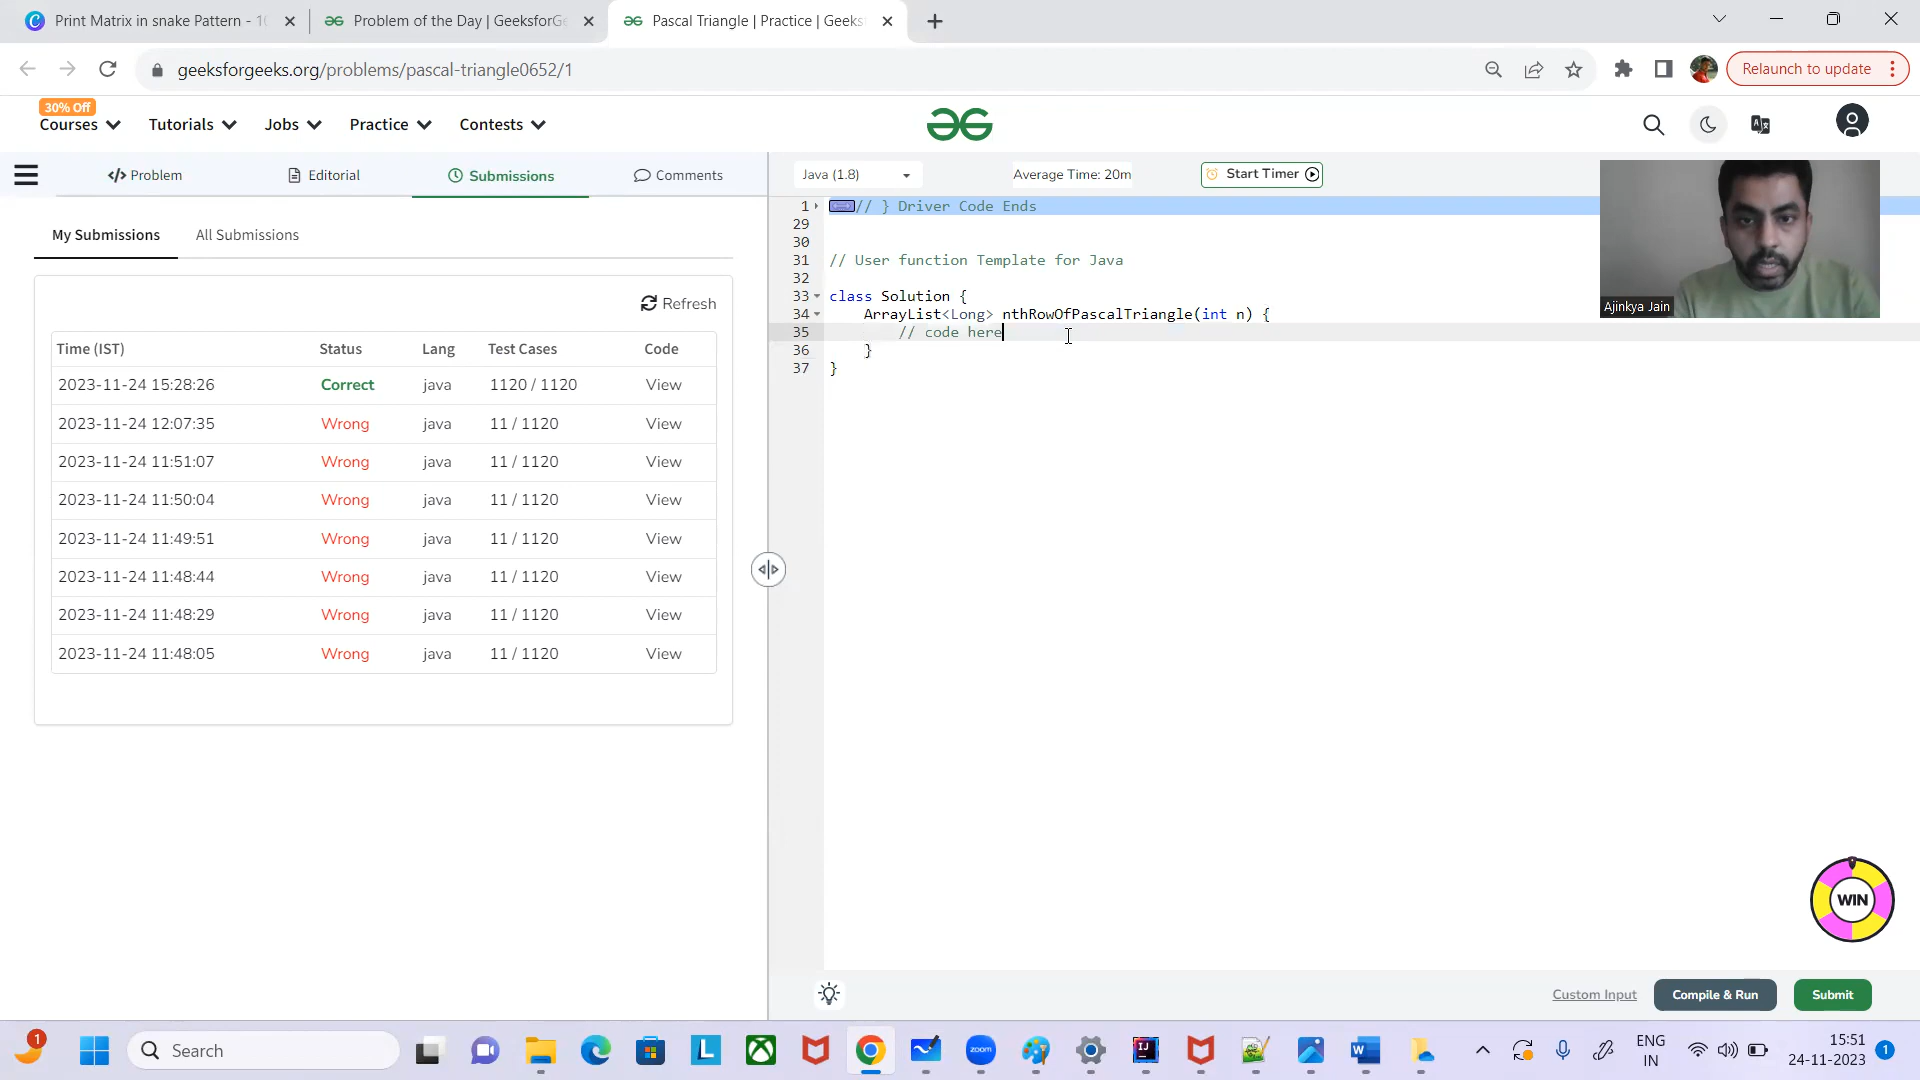 Print Matrix in snake Pattern - 1
Problem of the Day | GeeksforG
Pascal Triangle | Practice | Geeks
geeksforgeeks.org/problems/pascal-triangle0652/1
Relaunch to update
30% Off
Courses
Tutorials
Jobs
Practice
Contests
</> Problem
Editorial
Submissions
Comments
Java (1.8)
Average Time: 20m
Start Timer
My Submissions
All Submissions
Refresh
Time (IST) Status Lang Test Cases Code
2023-11-24 15:28:26 Correct java 1120 / 1120 View
2023-11-24 12:07:35 Wrong java 11 / 1120 View
2023-11-24 11:51:07 Wrong java 11 / 1120 View
2023-11-24 11:50:04 Wrong java 11 / 1120 View
2023-11-24 11:49:51 Wrong java 11 / 1120 View
2023-11-24 11:48:44 Wrong java 11 / 1120 View
2023-11-24 11:48:29 Wrong java 11 / 1120 View
2023-11-24 11:48:05 Wrong java 11 / 1120 View
1 // } Driver Code Ends
29
30
31 // User function Template for Java
32
33 class Solution {
34 ArrayList<Long> nthRowOfPascalTriangle(int n) {
35 // code here
36 }
37 }
Ajinkya Jain
WIN
Custom Input
Compile & Run
Submit
1
Search
zoom
ENG
IN
15:51
24-11-2023
1